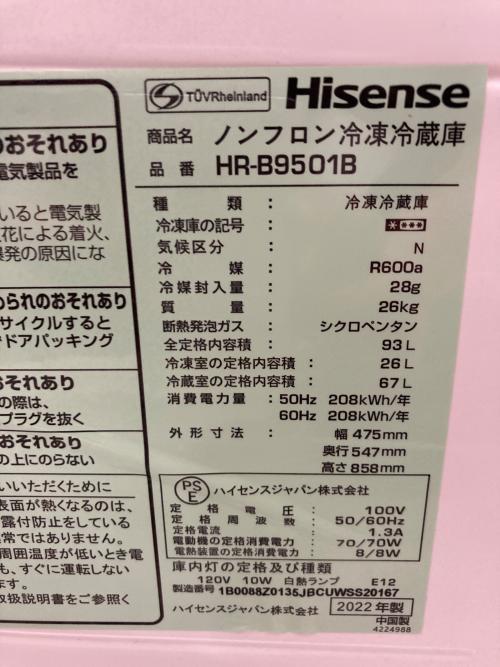 のおそれあり
電気製品を
いると電気製
花による着火、
爆発の原因にな
められのおそれあり
サイクルすると
ドアパッキング
おそれあり
の際は、
プラグを抜く
おそれあり
の上にのらない
いいただくために
表面が熱くなるのは、
露付防止をしている
常ではありません。
周囲温度が低いとき電
も、すぐに運転しない
ます。
取扱説明書をご参照く
TÜVRheinland Hisense
商品名 ノンフロン冷凍冷蔵庫
品番 HR-B9501B
種類 : 冷凍冷蔵庫
冷凍庫の記号 : ****
気候区分 : N
冷媒 : R600a
冷媒封入量 : 28g
質量 : 26kg
断熱発泡ガス : シクロペンタン
全定格内容積 : 93L
冷凍室の定格内容積 : 26L
冷蔵室の定格内容積 : 67L
消費電力量 : 50Hz 208kWh/年
60Hz 208kWh/年
外形寸法 : 幅 475mm
奥行 547mm
高さ 858mm
PSE ハイセンスジャパン株式会社
定格電圧 : 100V
定格周波数 : 50/60Hz
定格電流 : 1.3A
電動機の定格消費電力 : 70/70W
電熱装置の定格消費電力 : 8/8W
庫内灯の定格及び種類
120V 10W 白熱ランプ E12
製造番号 1B0088Z0135JBCUWSS20167
ハイセンスジャパン株式会社 2022年製
中国製
4224988